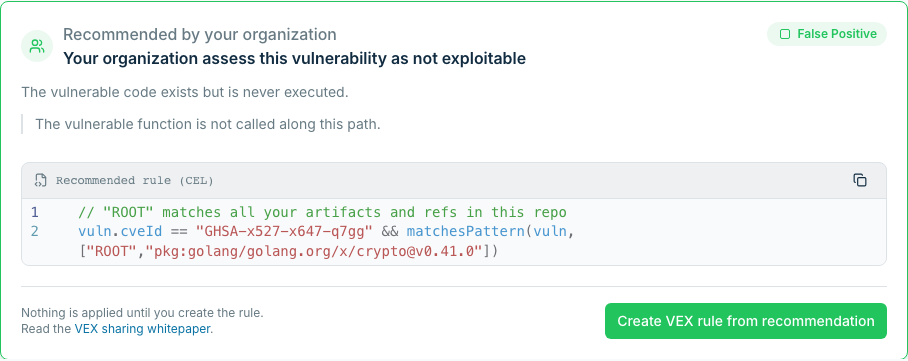 Recommended by your organization
False Positive
Your organization assess this vulnerability as not exploitable
The vulnerable code exists but is never executed.
The vulnerable function is not called along this path.
Recommended rule (CEL)
1 // "ROOT" matches all your artifacts and refs in this repo
2 vuln.cveId == "GHSA-x527-x647-q7gg" && matchesPattern(vuln,
["ROOT","pkg:golang/golang.org/x/crypto@v0.41.0"])
Nothing is applied until you create the rule.
Read the VEX sharing whitepaper.
Create VEX rule from recommendation